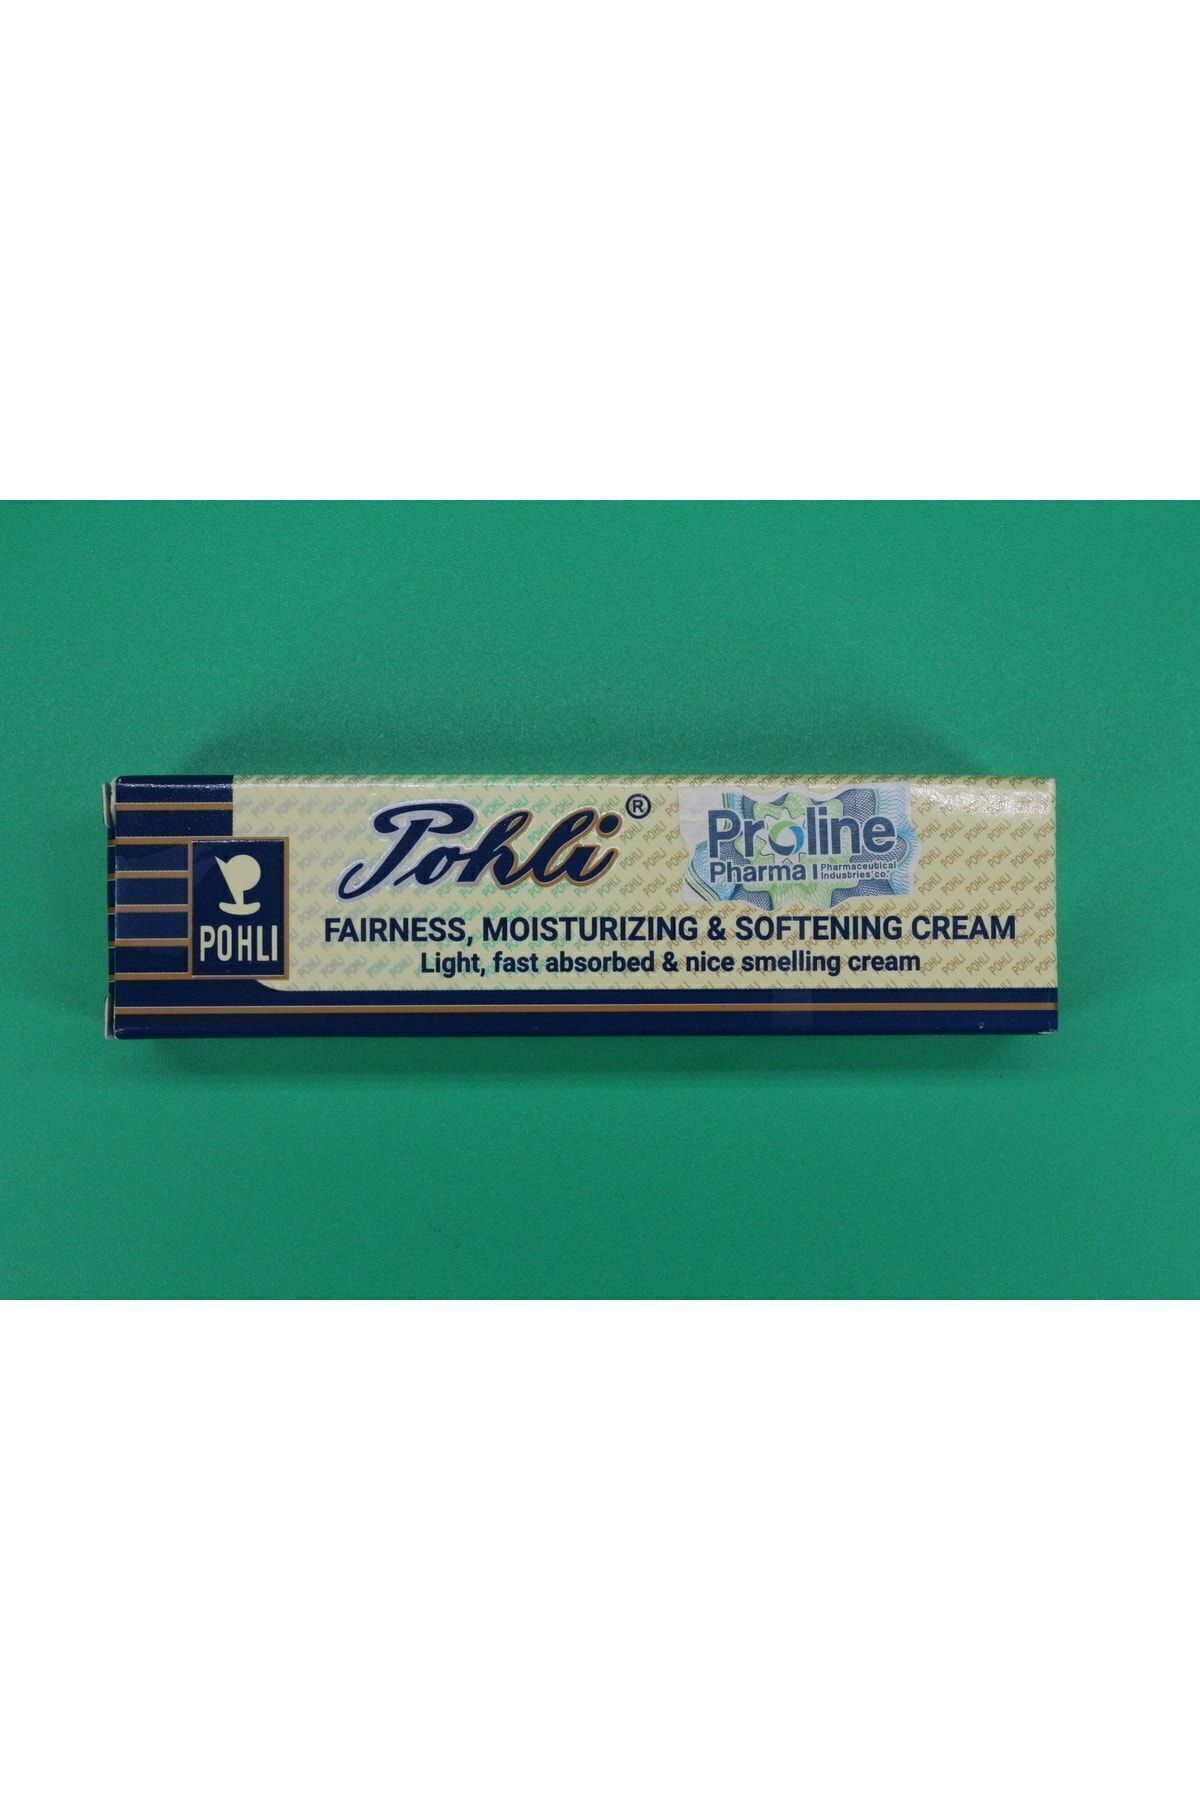 Pohli ®
Proline
Pharma
Pharmaceutical
Industries co.
POHLI
FAIRNESS, MOISTURIZING & SOFTENING CREAM
Light, fast absorbed & nice smelling cream